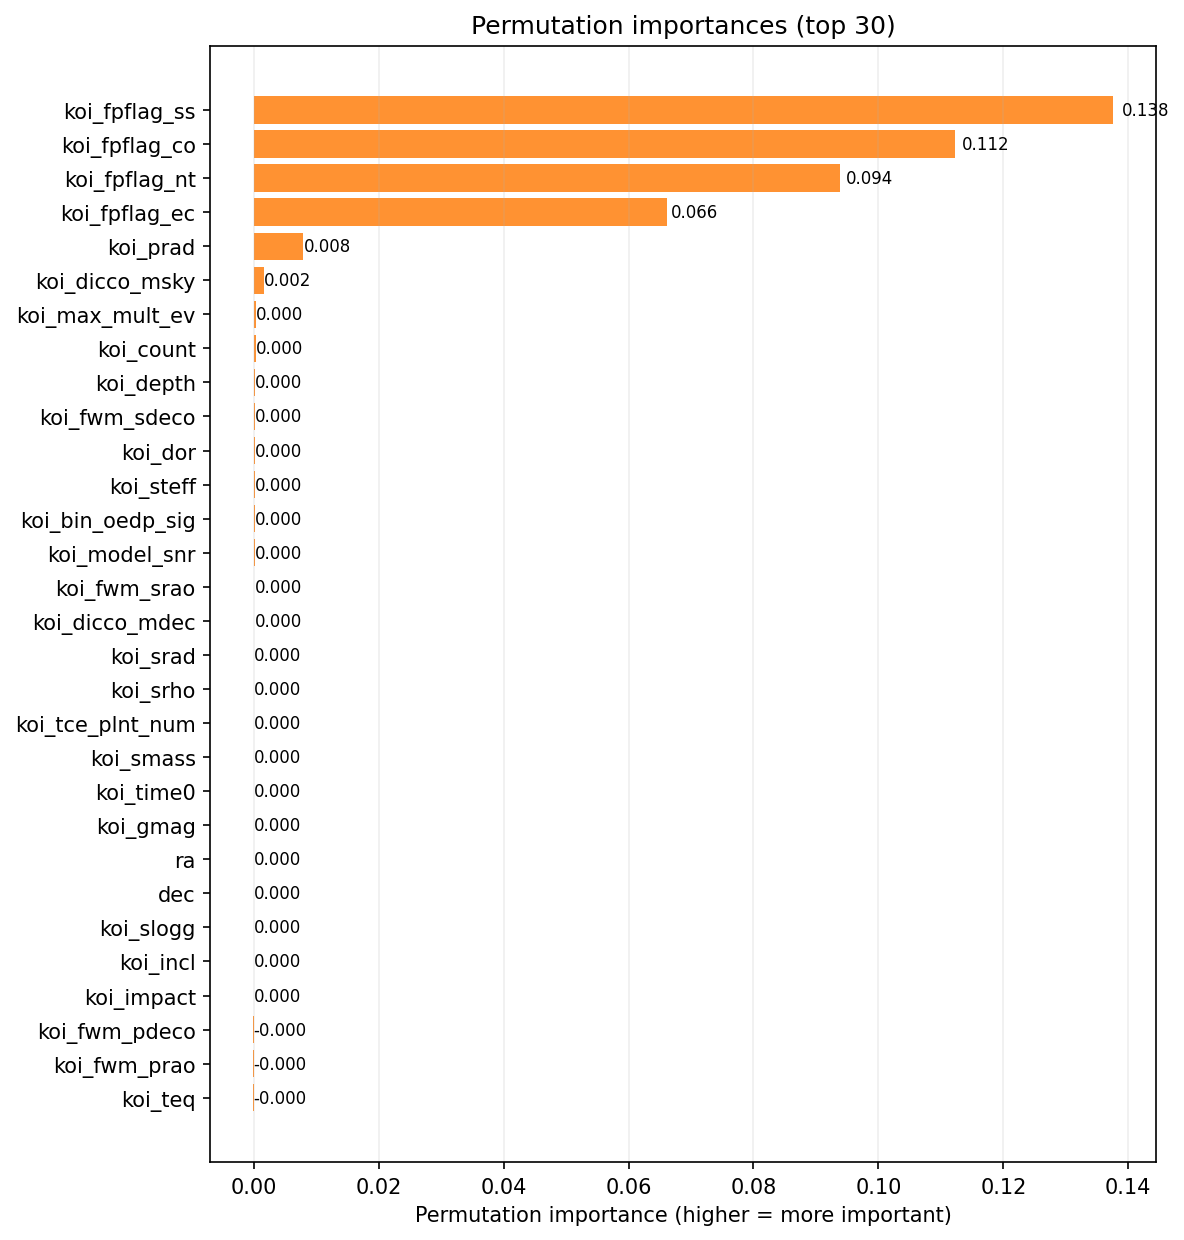 Permutation importances (top 30)
koi_fpflag_ss 0.138
koi_fpflag_co 0.112
koi_fpflag_nt 0.094
koi_fpflag_ec 0.066
koi_prad 0.008
koi_dicco_msky 0.002
koi_max_mult_ev 0.000
koi_count 0.000
koi_depth 0.000
koi_fwm_sdeco 0.000
koi_dor 0.000
koi_steff 0.000
koi_bin_oedp_sig 0.000
koi_model_snr 0.000
koi_fwm_srao 0.000
koi_dicco_mdec 0.000
koi_srad 0.000
koi_srho 0.000
koi_tce_plnt_num 0.000
koi_smass 0.000
koi_time0 0.000
koi_gmag 0.000
ra 0.000
dec 0.000
koi_slogg 0.000
koi_incl 0.000
koi_impact 0.000
koi_fwm_pdeco -0.000
koi_fwm_prao -0.000
koi_teq -0.000
0.00 0.02 0.04 0.06 0.08 0.10 0.12 0.14
Permutation importance (higher = more important)